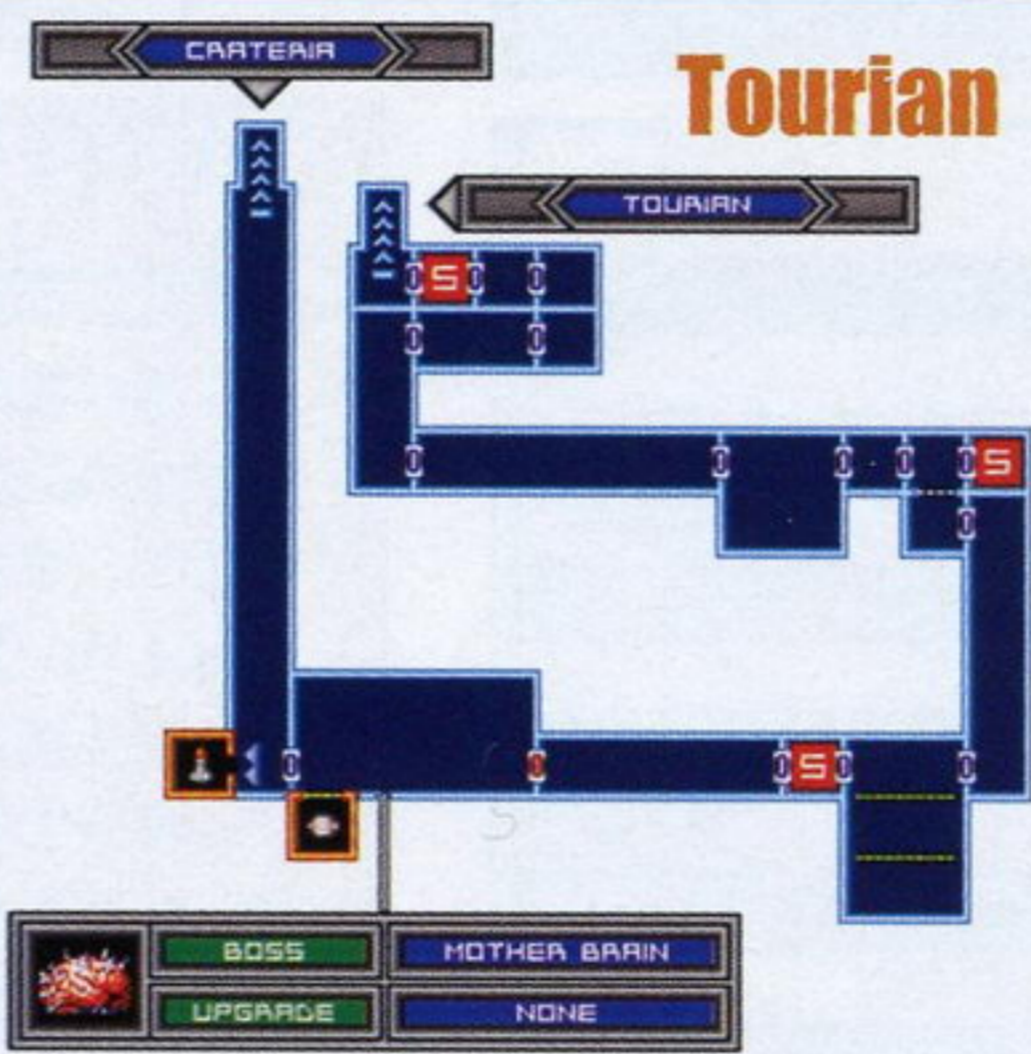 CRATERIA
Tourian
TOURIAN
S
S
S
BOSS
MOTHER BRAIN
UPGRADE
NONE